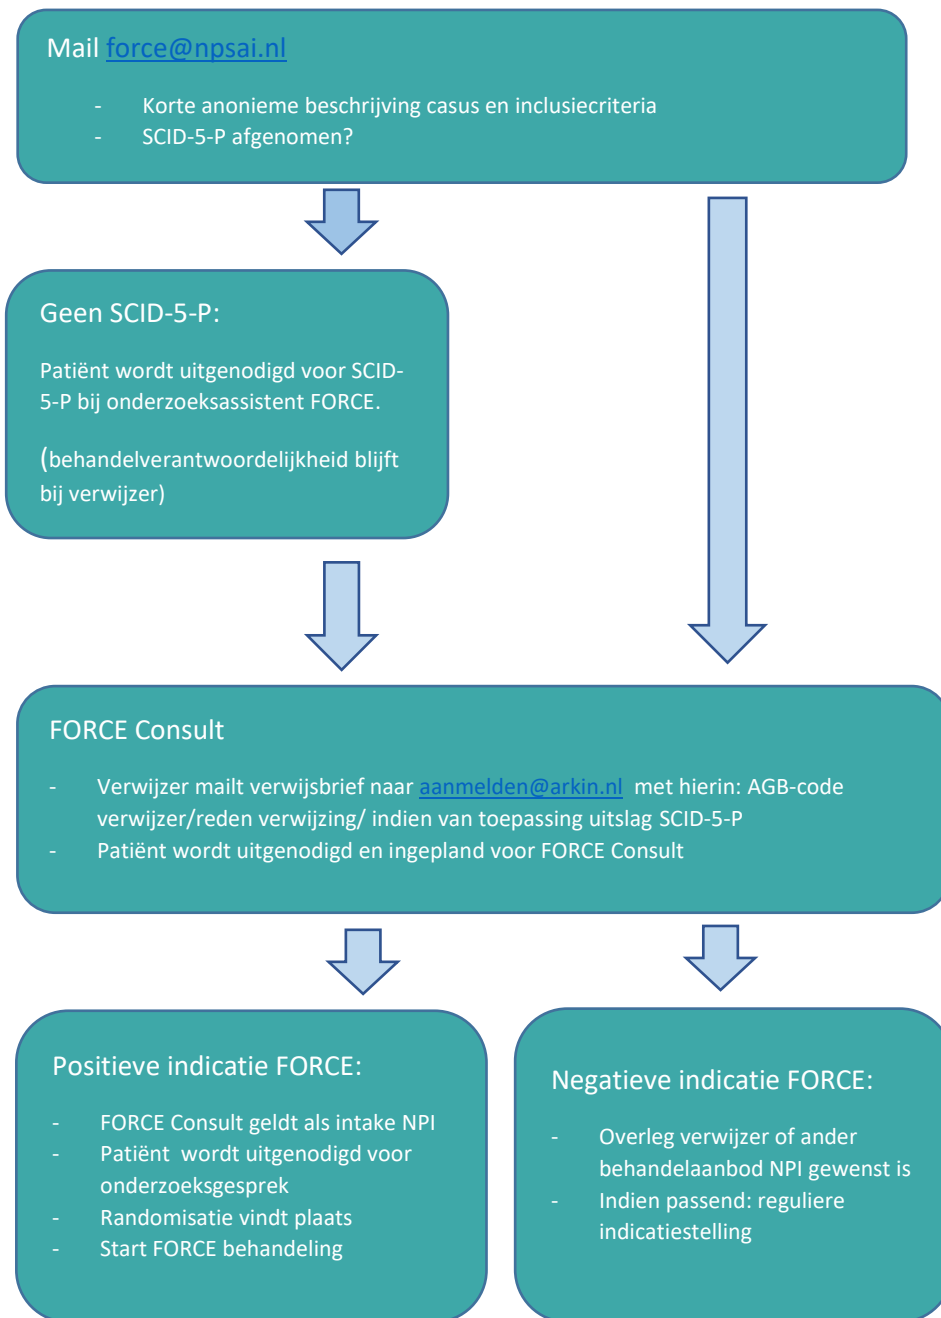 Mail force@npsai.nl
- Korte anonieme beschrijving casus en inclusiecriteria
- SCID-5-P afgenomen?
Geen SCID-5-P:
Patiënt wordt uitgenodigd voor SCID-
5-P bij onderzoeksassistent FORCE.
(behandelverantwoordelijkheid blijft
bij verwijzer)
FORCE Consult
- Verwijzer mailt verwijsbrief naar aanmelden@arkin.nl met hierin: AGB-code
verwijzer/reden verwijzing/ indien van toepassing uitslag SCID-5-P
- Patiënt wordt uitgenodigd en ingepland voor FORCE Consult
Positieve indicatie FORCE:
- FORCE Consult geldt als intake NPI
- Patiënt wordt uitgenodigd voor
onderzoeksgesprek
- Randomisatie vindt plaats
- Start FORCE behandeling
Negatieve indicatie FORCE:
- Overleg verwijzer of ander
behandelaanbod NPI gewenst is
- Indien passend: reguliere
indicatiestelling